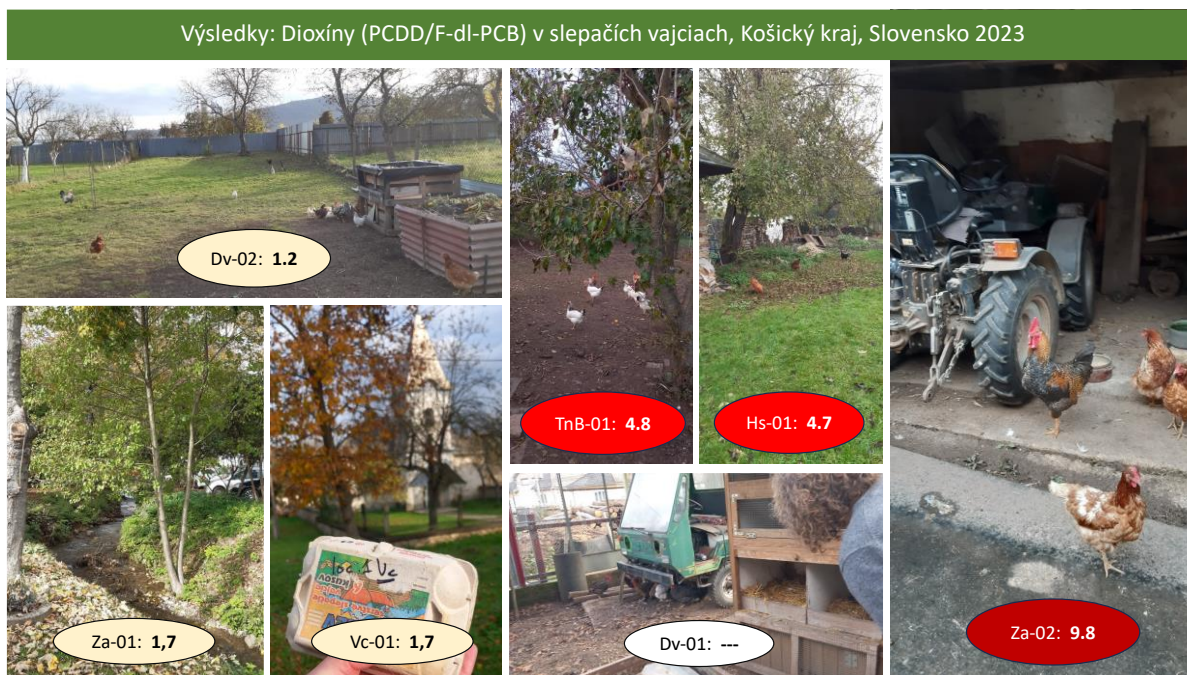 Výsledky: Dioxíny (PCDD/F-dl-PCB) v slepačích vajciach, Košický kraj, Slovensko 2023
Dv-02: 1.2
TnB-01: 4.8
Hs-01: 4.7
Za-01: 1,7
Vc-01: 1,7
Dv-01: ---
Za-02: 9.8